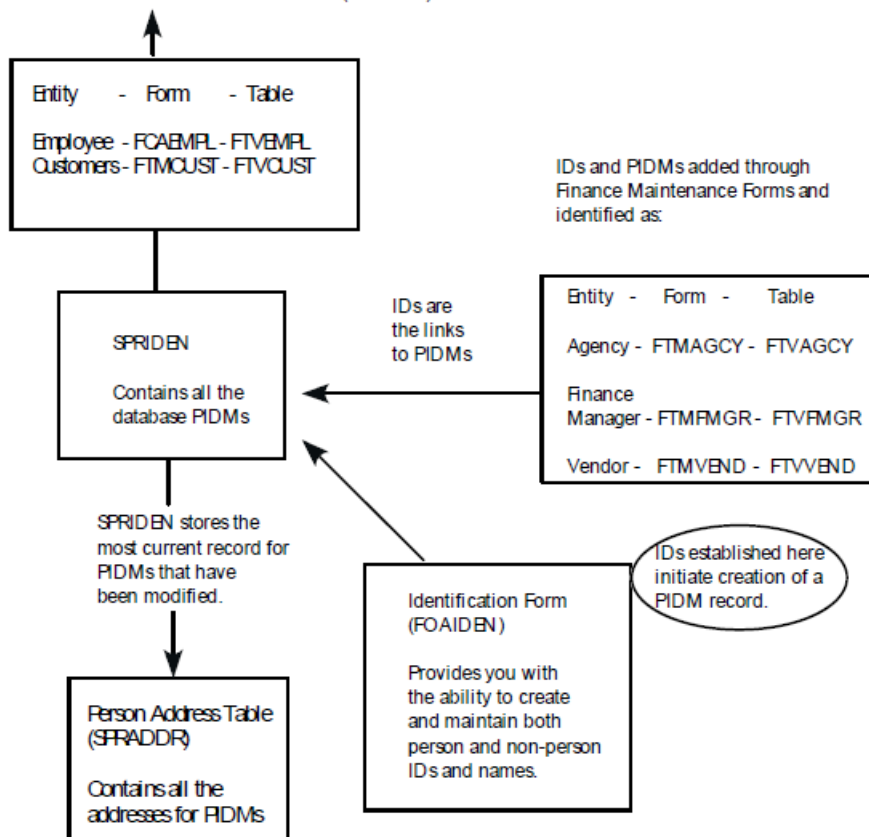 Entity - Form - Table
Employee - FCAEMPL - FTVEMPL
Customers - FTMCUST - FTVCUST
IDs and PIDMs added through
Finance Maintenance Forms and
identified as:
Entity - Form - Table
Agency - FTMAGCY - FTVAGCY
Finance
Manager - FTMFMGR - FTVFMGR
Vendor - FTMVEND - FTVVEND
IDs are
the links
to PIDMs
SPRIDEN
Contains all the
database PIDMs
SPRIDEN stores the
most current record for
PIDMs that have
been modified.
IDs established here
initiate creation of a
PIDM record.
Identification Form
(FOAIDEN)
Provides you with
the ability to create
and maintain both
person and non-person
IDs and names.
Person Address Table
(SPRADDR)
Contains all the
addresses for PIDMs